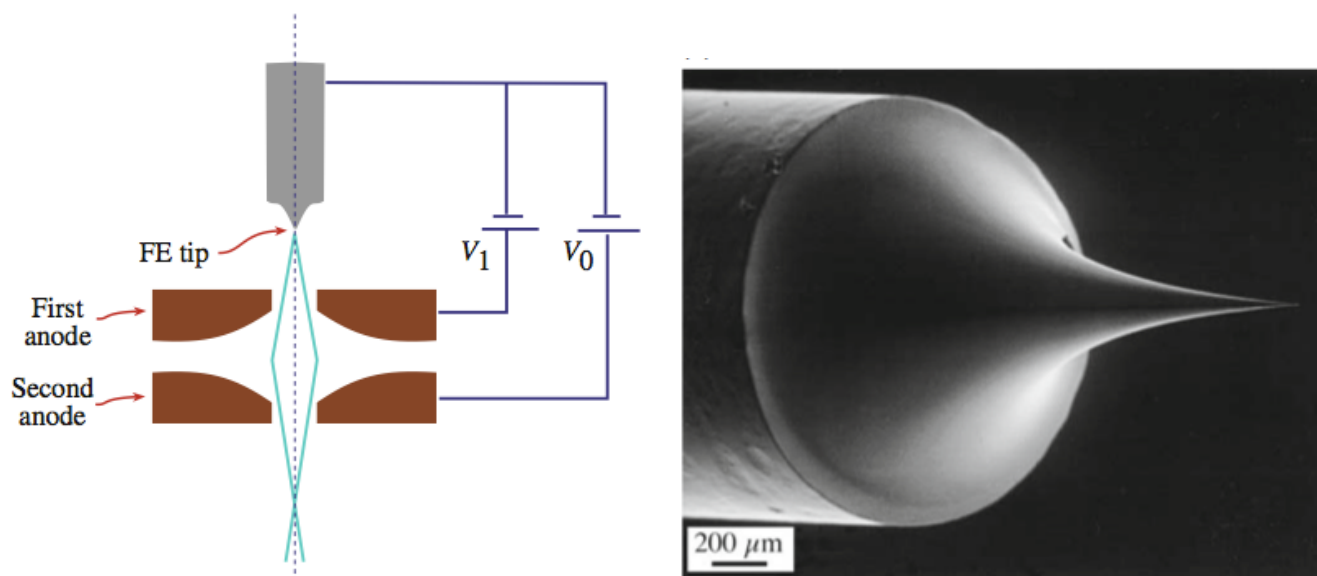 FE tip
V1
V0
First
anode
Second
anode
200 μm